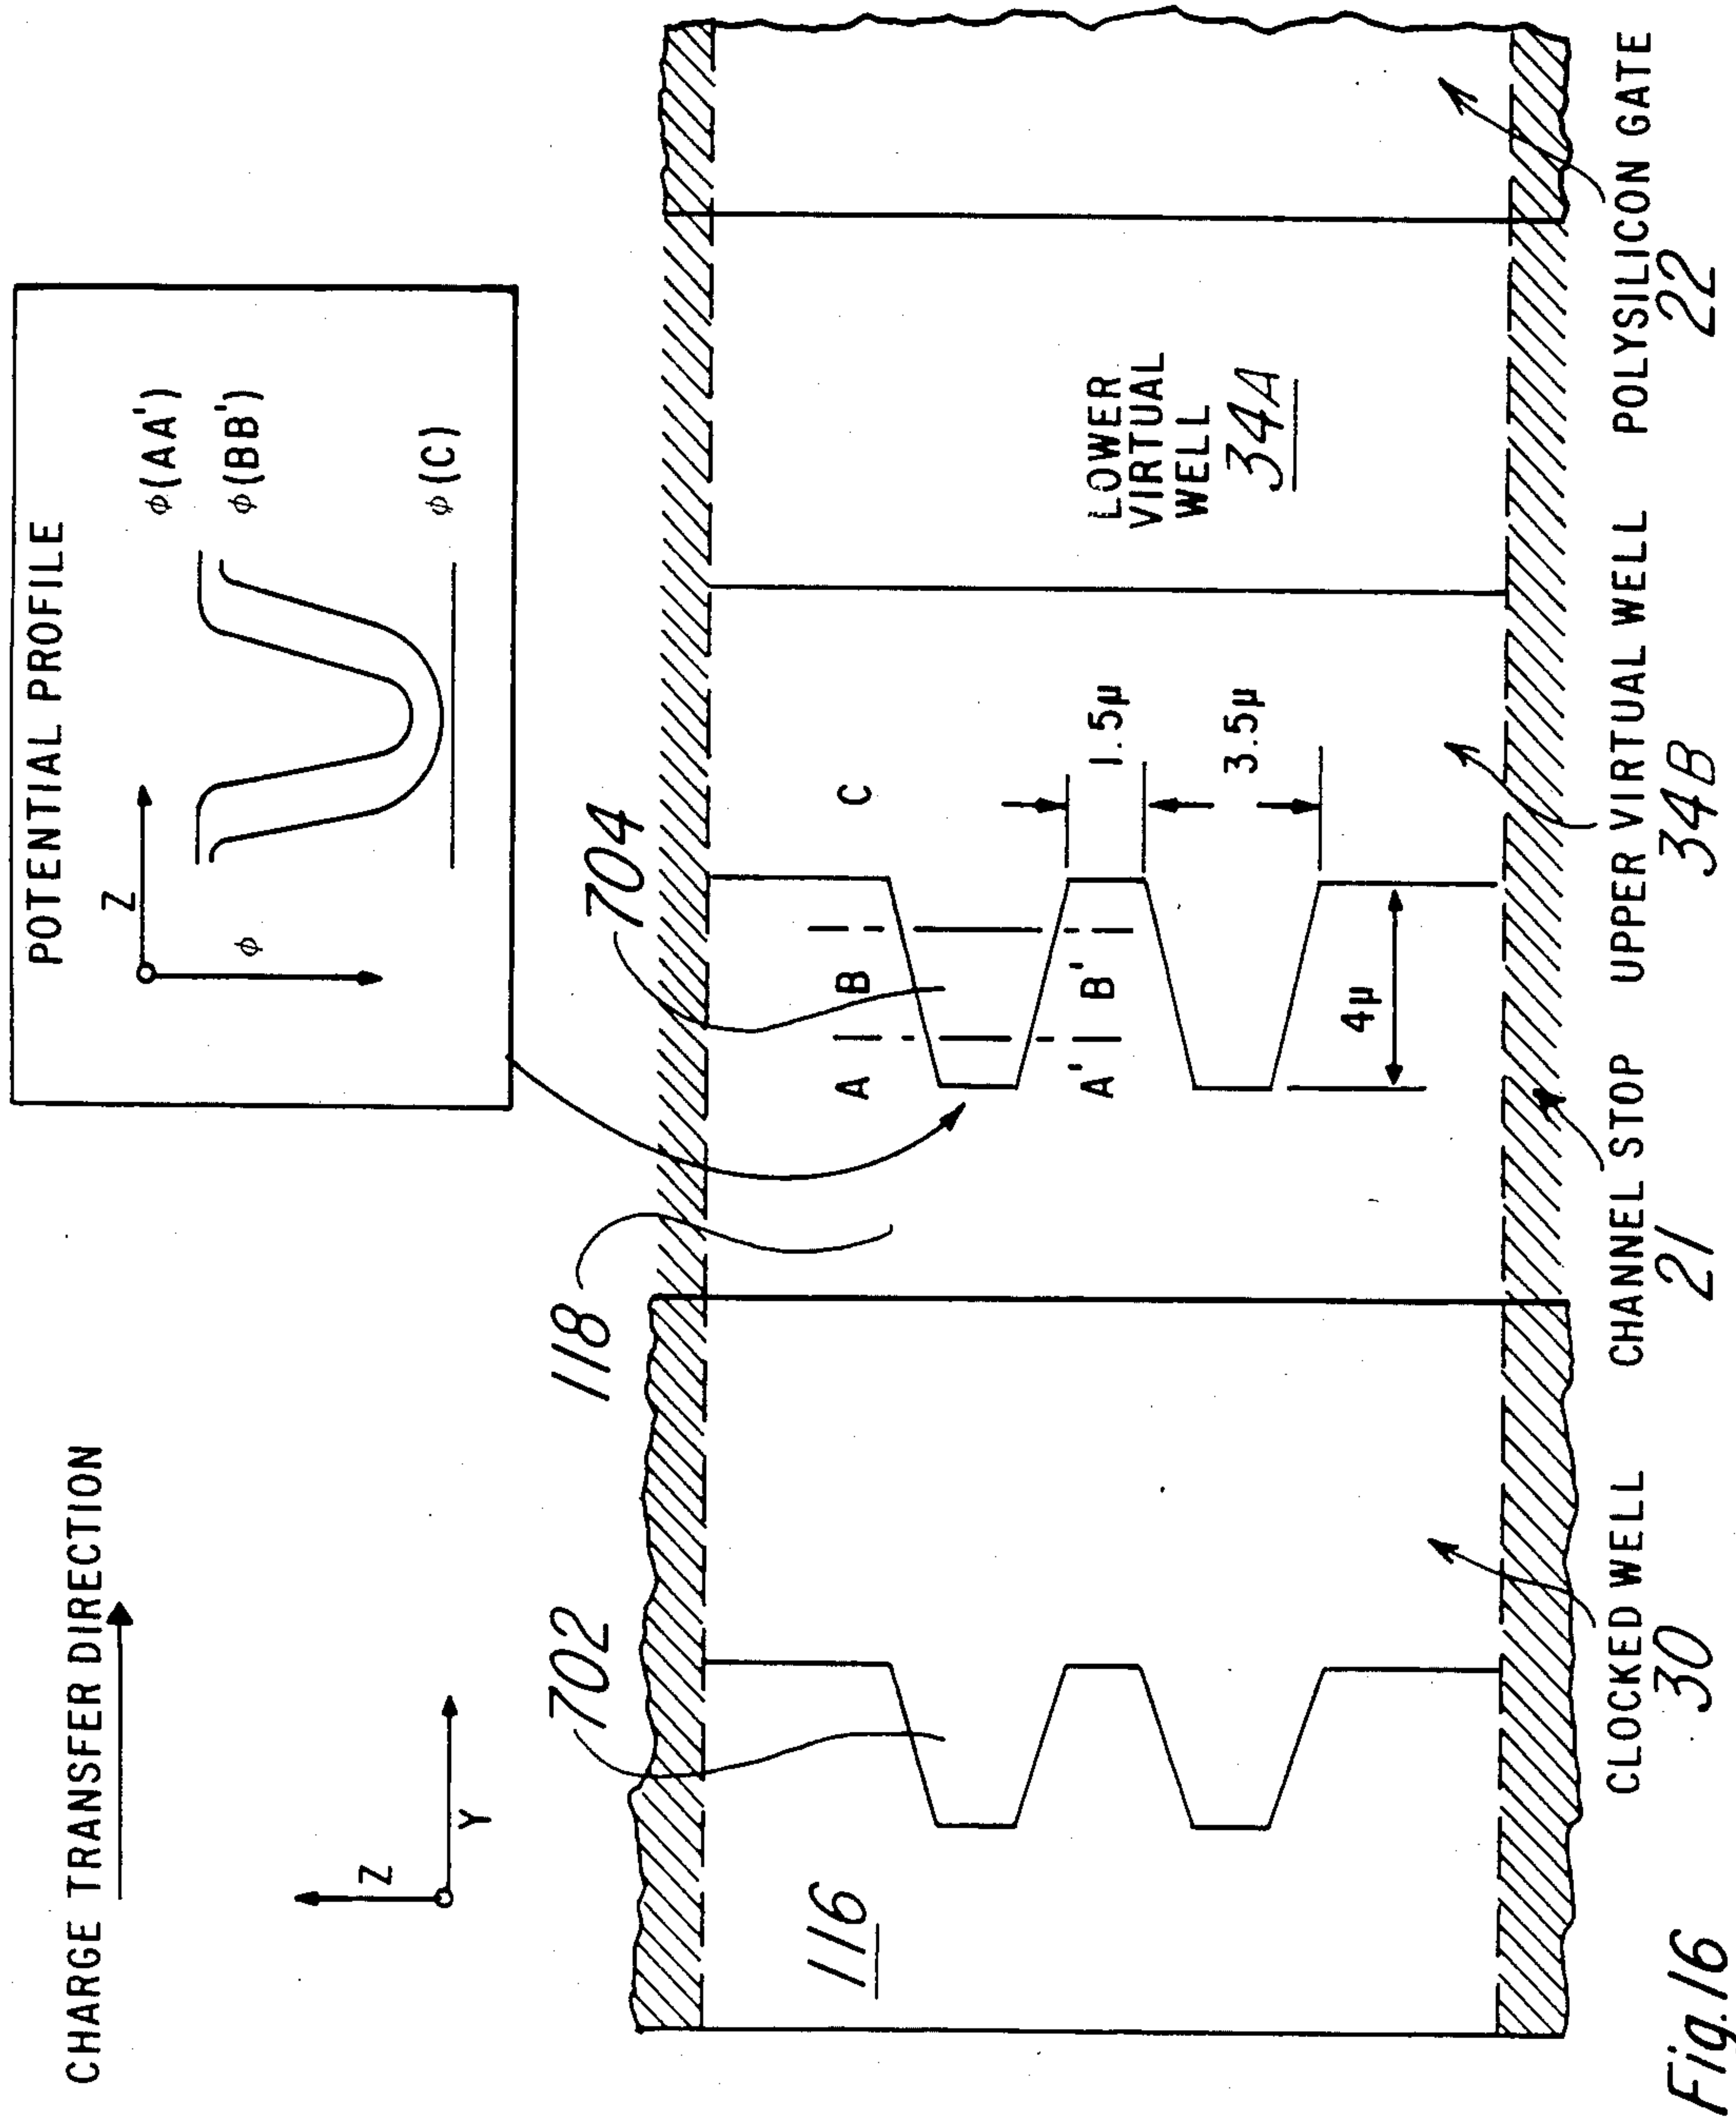 CHARGE TRANSFER DIRECTION
POTENTIAL PROFILE
Z
ϕ
ϕ(AA')
ϕ(BB')
ϕ(C)
Z
Y
702
118
704
116
A
B
C
A'
B'
1.5μ
3.5μ
4μ
LOWER
VIRTUAL
WELL
34A
CLOCKED WELL
30
CHANNEL STOP
21
UPPER VIRTUAL WELL
34B
POLYSILICON GATE
22
Fig.16